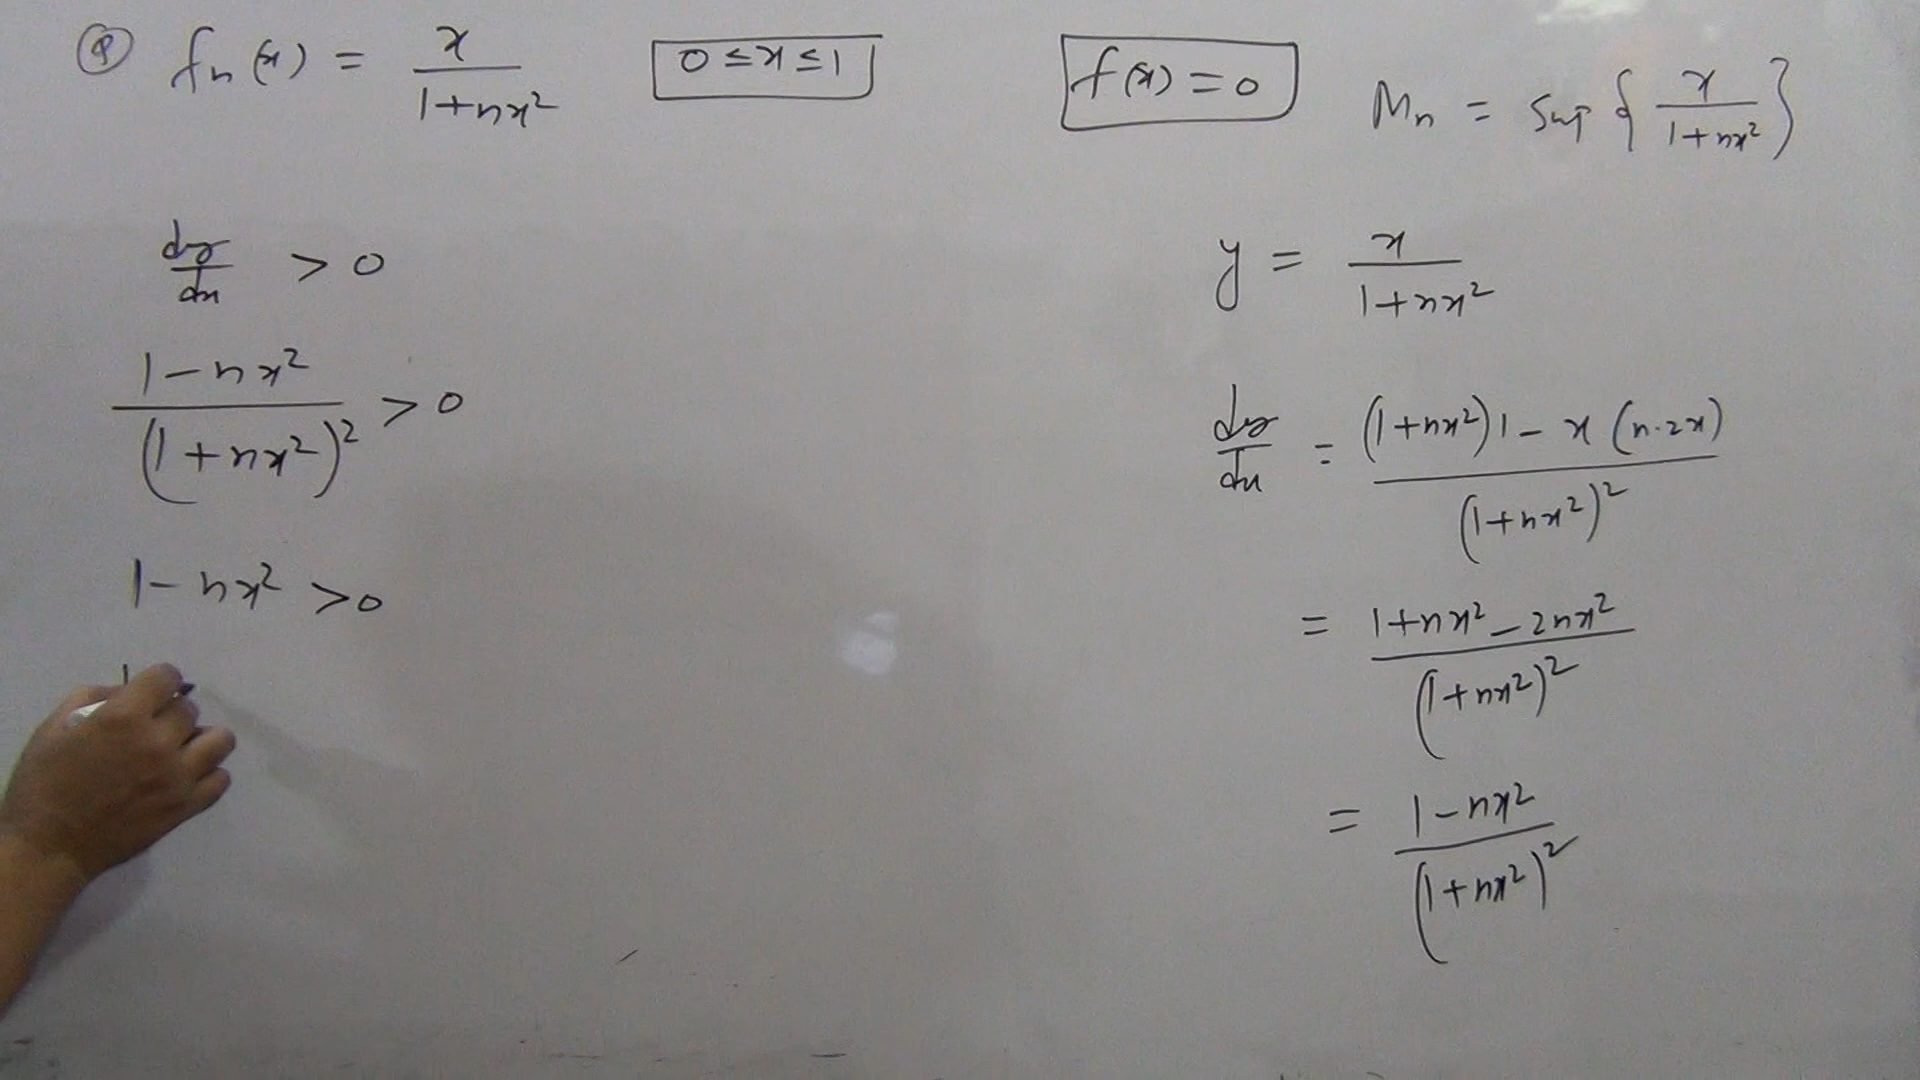 Q fn(x) = x/(1+nx²) 0 ≤ x ≤ 1 f(x) = 0 Mn = Sup { x/(1+nx²) }
dy/dx > 0
(1-nx²)/(1+nx²)² > 0
1-nx² > 0
1
y = x/(1+nx²)
dy/dx = ((1+nx²)1 - x(n·2x))/(1+nx²)²
= (1+nx²-2nx²)/(1+nx²)²
= (1-nx²)/(1+nx²)²